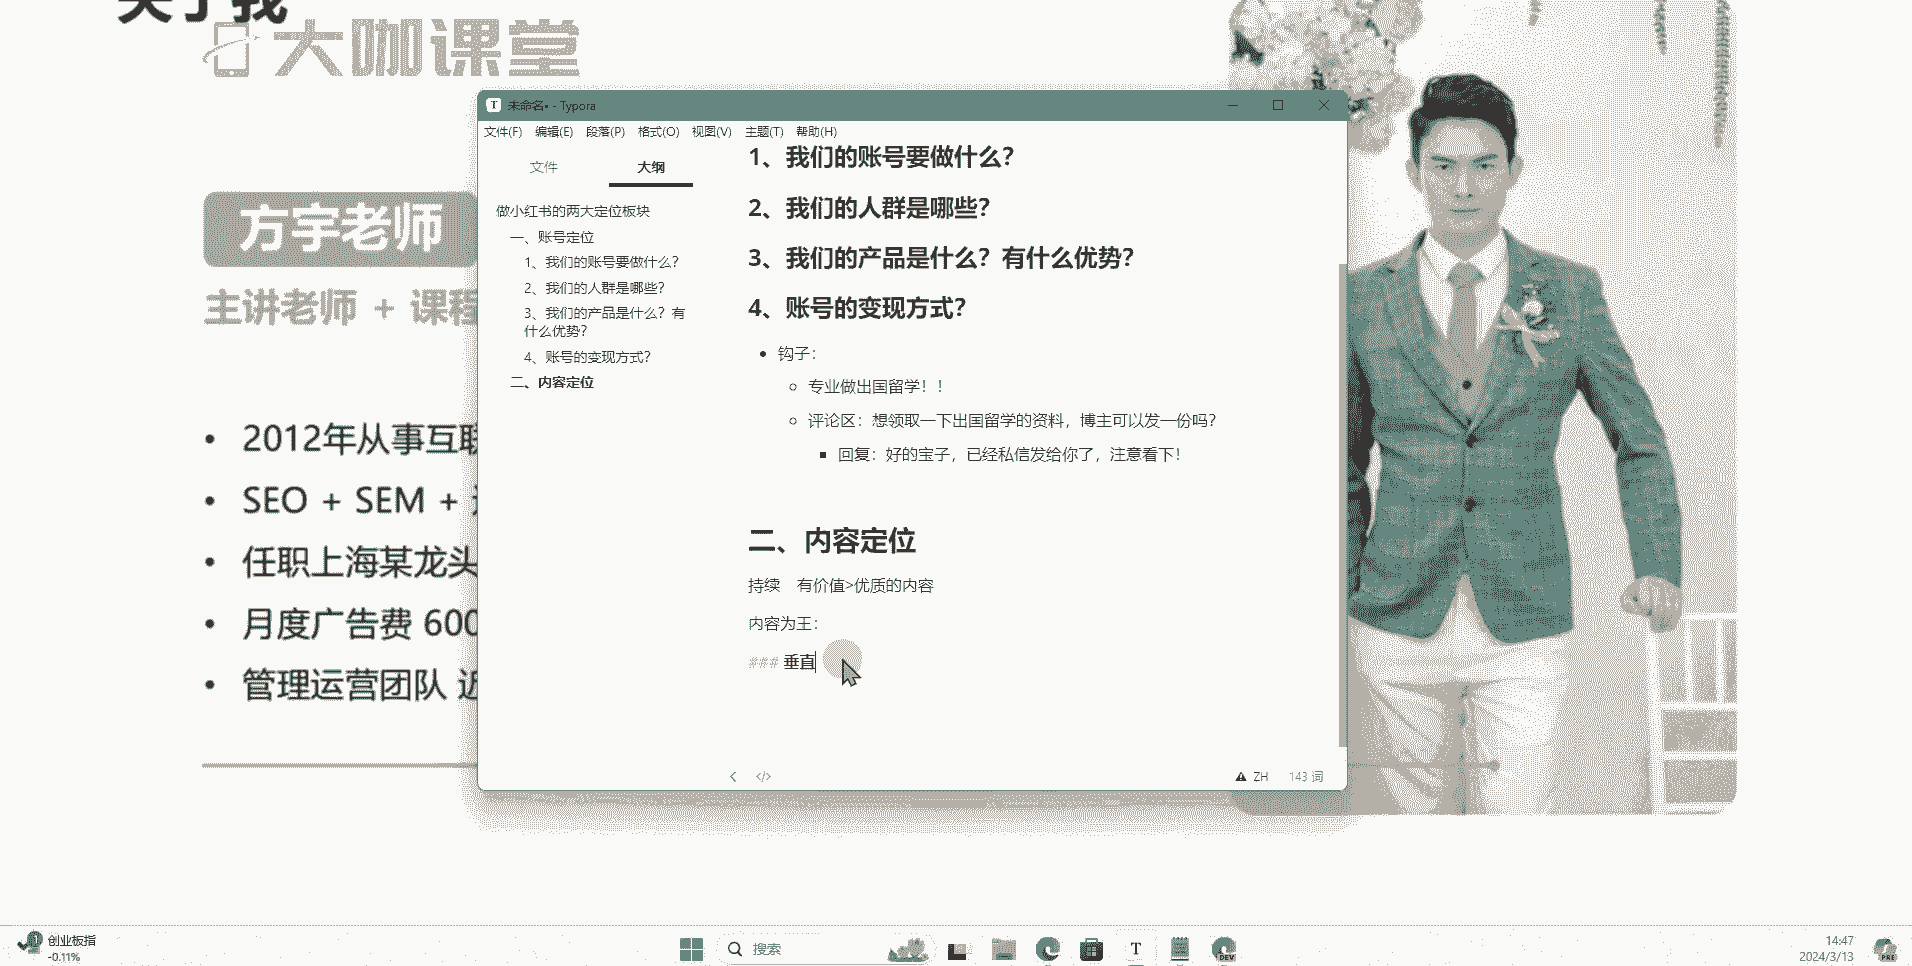 关于我
大咖课堂
方宇老师
主讲老师 + 课程
2012年从事互联
SEO + SEM +
任职上海某龙头
月度广告费 600
管理运营团队 近
T 未命名• - Typora
文件(F) 编辑(E) 段落(P) 格式(O) 视图(V) 主题(T) 帮助(H)
文件 大纲
做小红书的两大定位板块
一、账号定位
1、我们的账号要做什么？
2、我们的人群是哪些？
3、我们的产品是什么？有
什么优势？
4、账号的变现方式？
二、内容定位
1、我们的账号要做什么？
2、我们的人群是哪些？
3、我们的产品是什么？有什么优势？
4、账号的变现方式？
钩子：
专业做出国留学！！
评论区：想领取一下出国留学的资料，博主可以发一份吗？
回复：好的宝子，已经私信发给你了，注意看下！
二、内容定位
持续 有价值>优质的内容
内容为王：
### 垂直
</> ZH 143 词
创业板指
-0.11%
1
搜索
T
DEV
14:47
2024/3/13
PRE